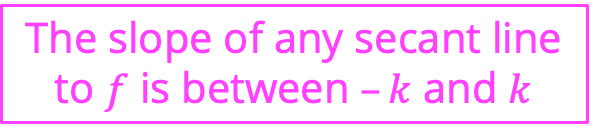 The slope of any secant line
to f is between – k and k